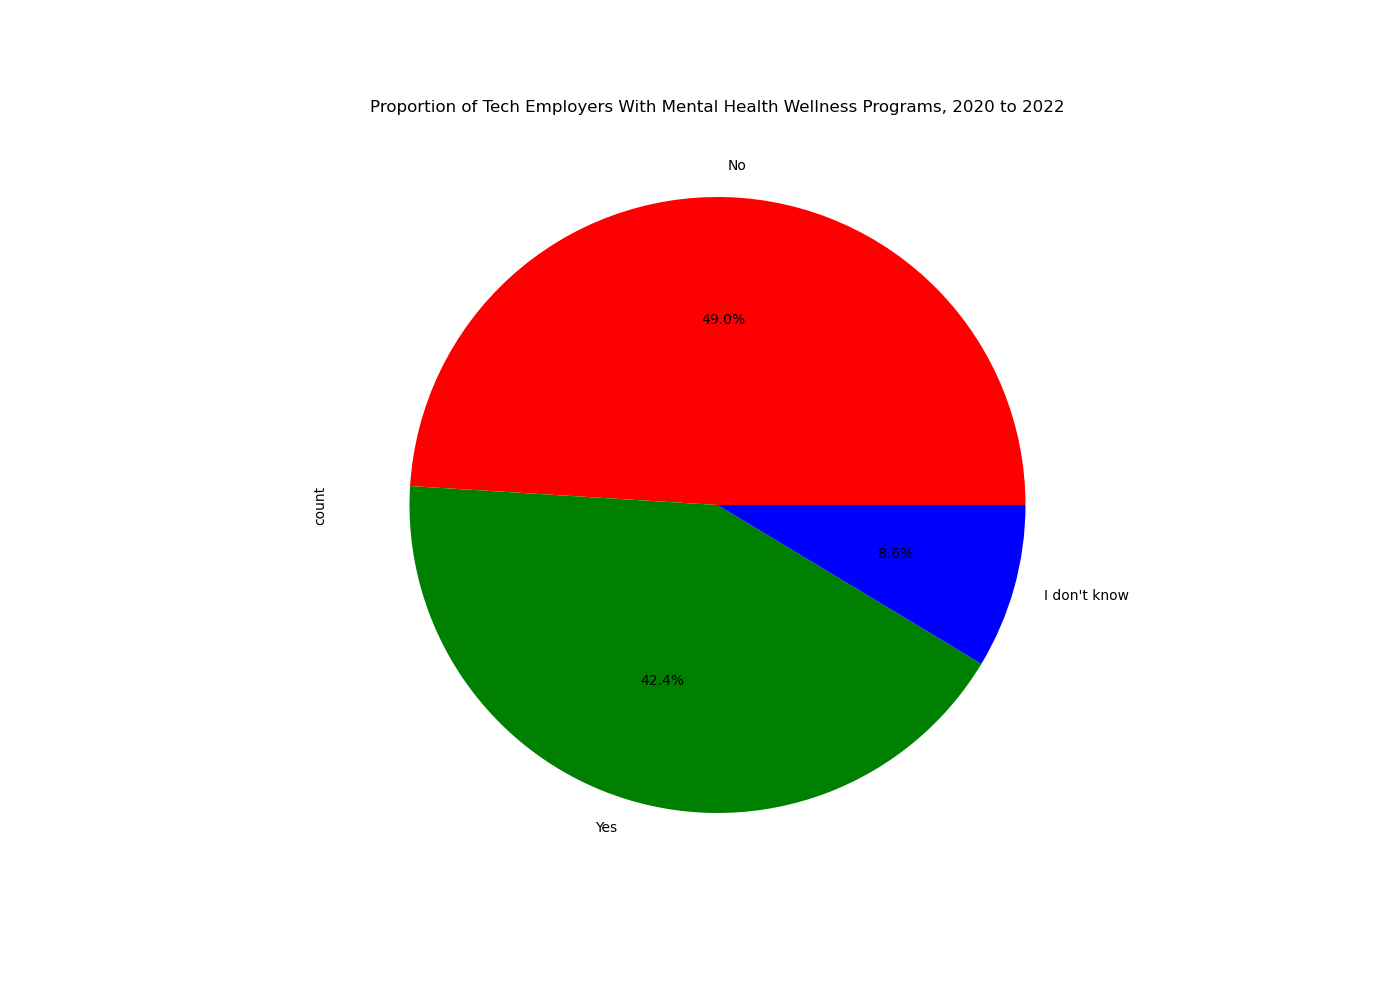 Proportion of Tech Employers With Mental Health Wellness Programs, 2020 to 2022
No
49.0%
count
8.6%
I don't know
42.4%
Yes